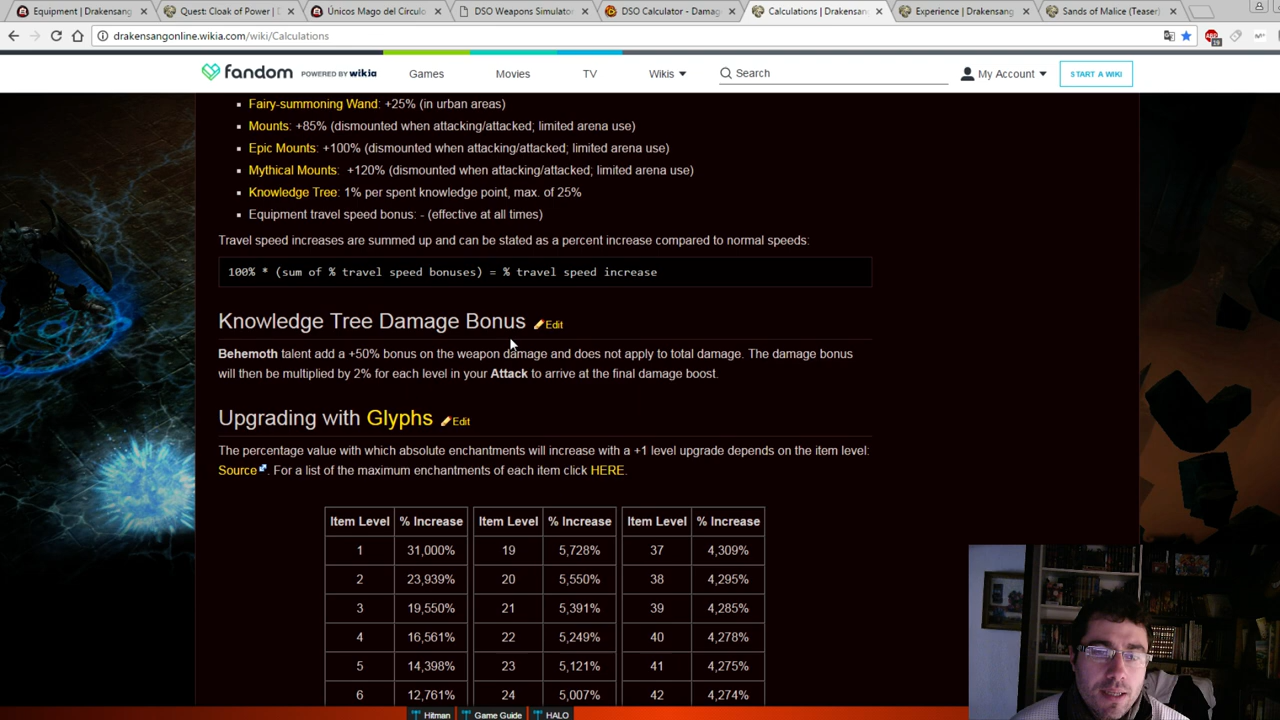 Equipment | Drakensang
Quest: Cloak of Power | D
Únicos Mago del Círculo
DSO Weapons Simulator
DSO Calculator - Damag
Calculations | Drakensan
Experience | Drakensang
Sands of Malice (Teaser)
drakensangonline.wikia.com/wiki/Calculations
fandom POWERED BY wikia
Games
Movies
TV
Wikis
Search
My Account
START A WIKI
Fairy-summoning Wand: +25% (in urban areas)
Mounts: +85% (dismounted when attacking/attacked; limited arena use)
Epic Mounts: +100% (dismounted when attacking/attacked; limited arena use)
Mythical Mounts: +120% (dismounted when attacking/attacked; limited arena use)
Knowledge Tree: 1% per spent knowledge point, max. of 25%
Equipment travel speed bonus: - (effective at all times)
Travel speed increases are summed up and can be stated as a percent increase compared to normal speeds:
100% * (sum of % travel speed bonuses) = % travel speed increase
Knowledge Tree Damage Bonus Edit
Behemoth talent add a +50% bonus on the weapon damage and does not apply to total damage. The damage bonus
will then be multiplied by 2% for each level in your Attack to arrive at the final damage boost.
Upgrading with Glyphs Edit
The percentage value with which absolute enchantments will increase with a +1 level upgrade depends on the item level:
Source. For a list of the maximum enchantments of each item click HERE.
Item Level % Increase Item Level % Increase Item Level % Increase
1 31,000% 19 5,728% 37 4,309%
2 23,939% 20 5,550% 38 4,295%
3 19,550% 21 5,391% 39 4,285%
4 16,561% 22 5,249% 40 4,278%
5 14,398% 23 5,121% 41 4,275%
6 12,761% 24 5,007% 42 4,274%
Hitman
Game Guide
HALO